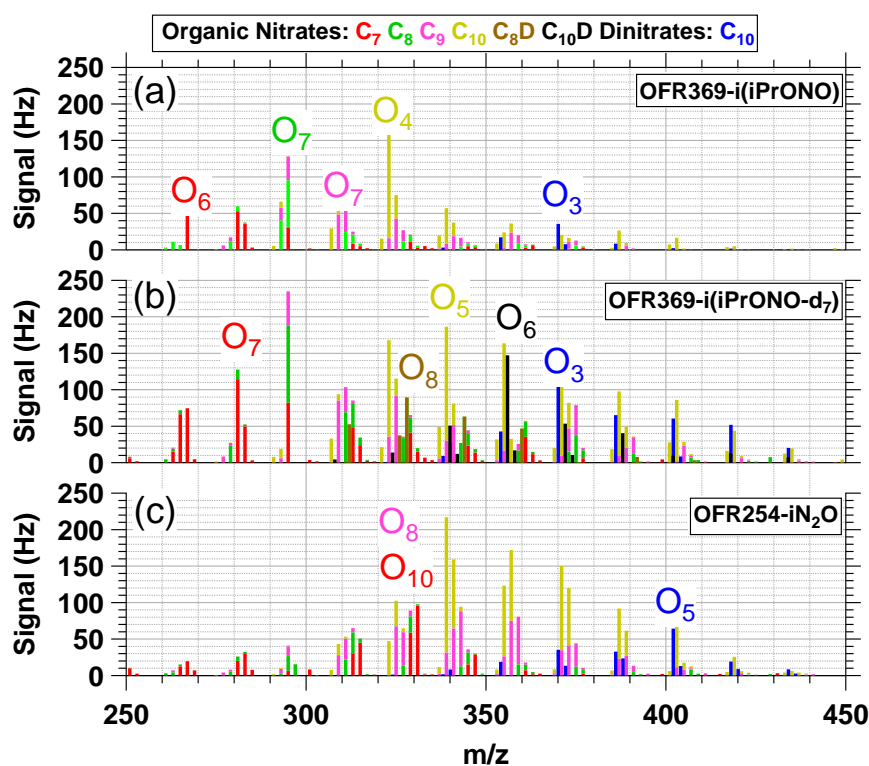 Organic Nitrates: C₇ C₈ C₉ C₁₀ C₈D C₁₀D Dinitrates: C₁₀
250
200
150
100
50
0
Signal (Hz)
(a)
OFR369-i(iPrONO)
O₆
O₇
O₇
O₄
O₃
250
200
150
100
50
0
Signal (Hz)
(b)
OFR369-i(iPrONO-d₇)
O₇
O₈
O₅
O₆
O₃
250
200
150
100
50
0
Signal (Hz)
(c)
OFR254-iN₂O
O₈
O₁₀
O₅
250 300 350 400 450
m/z